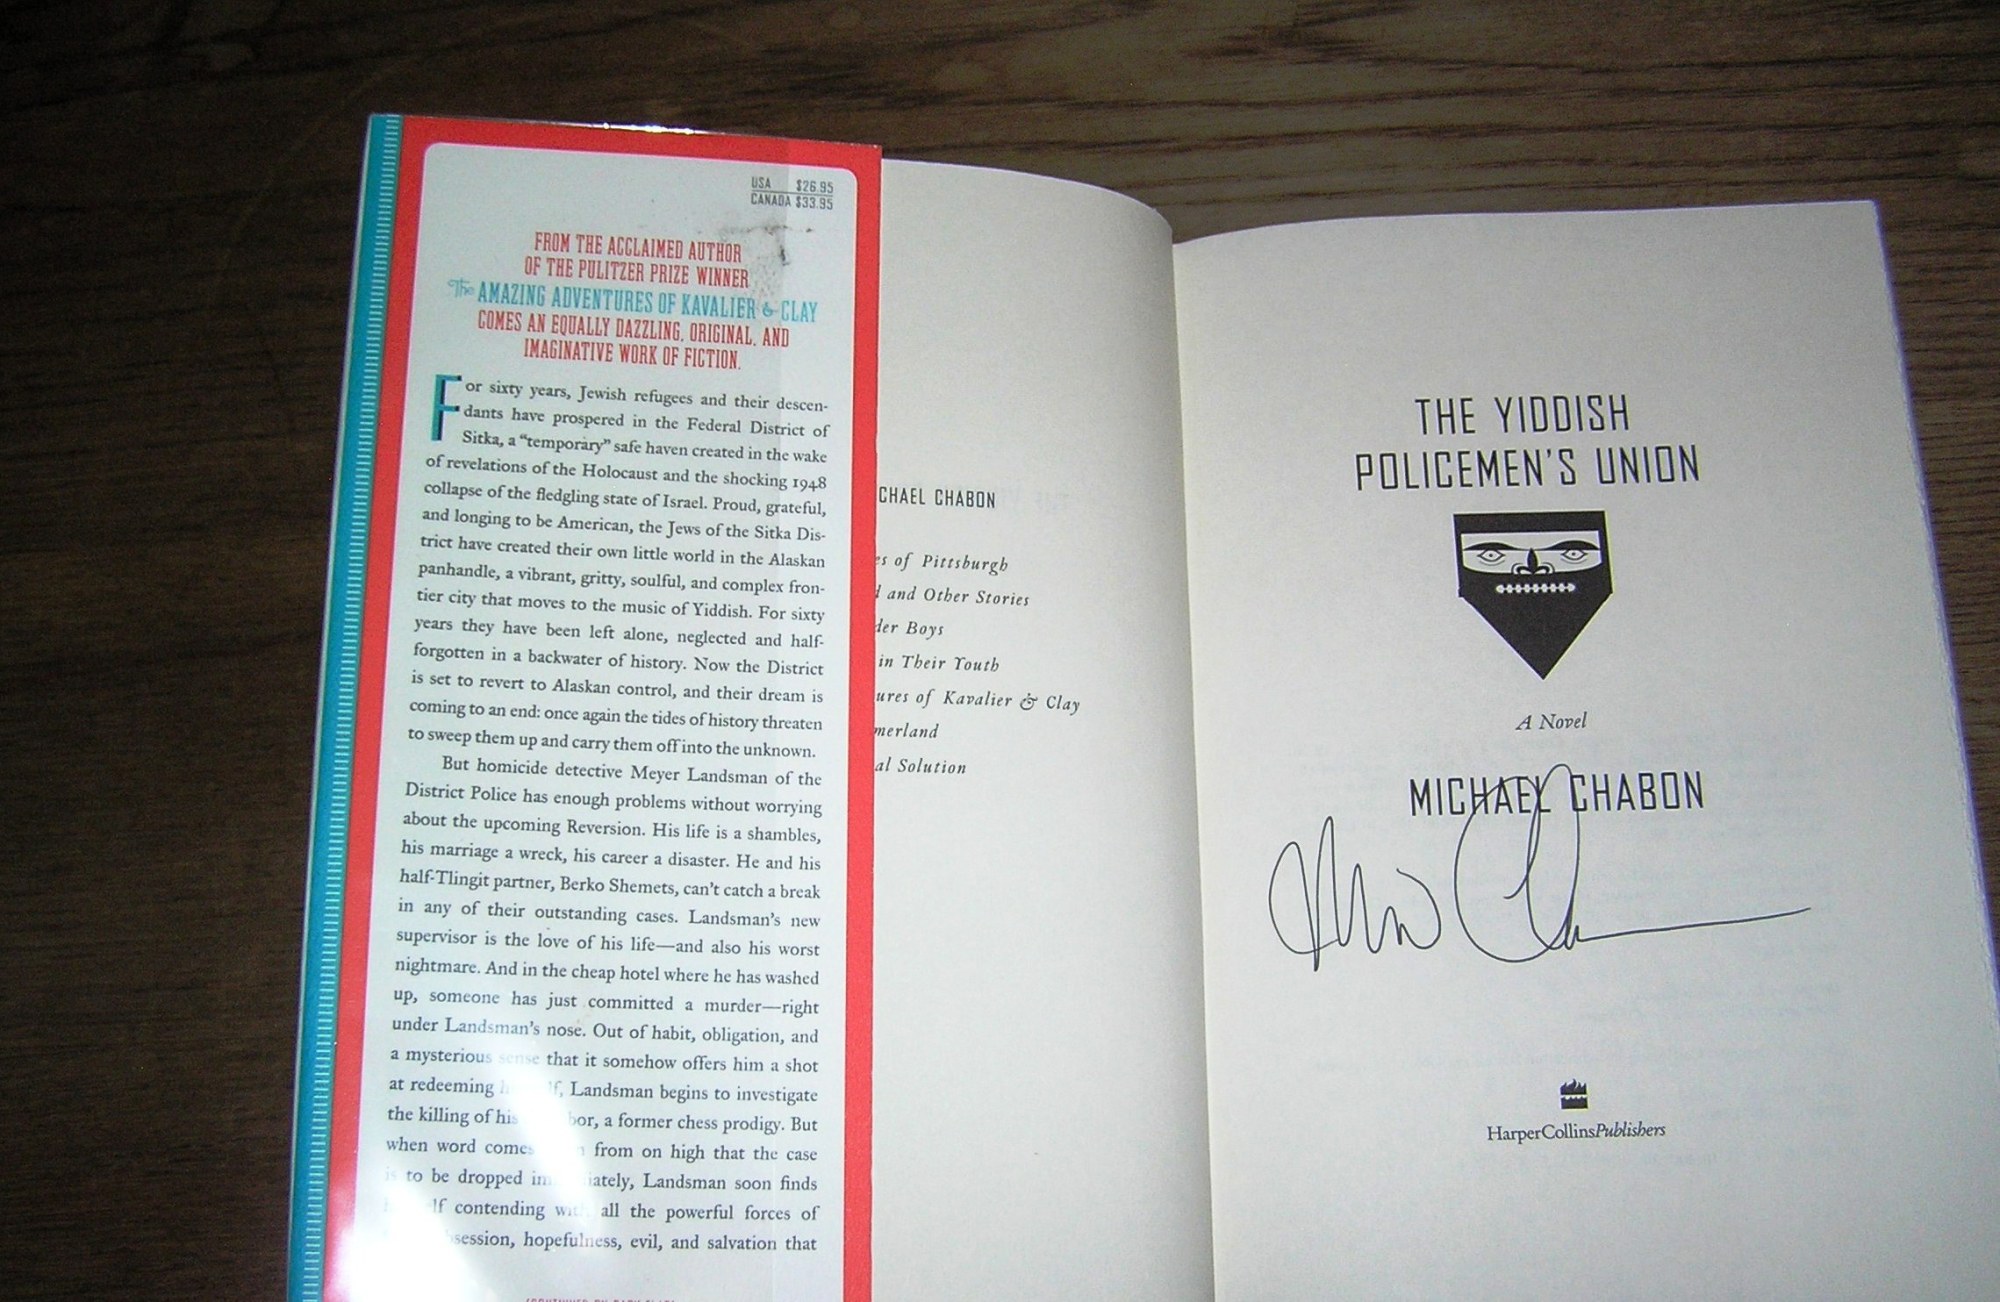 USA $26.95
CANADA $33.95
FROM THE ACCLAIMED AUTHOR
OF THE PULITZER PRIZE WINNER
The AMAZING ADVENTURES OF KAVALIER & CLAY
COMES AN EQUALLY DAZZLING, ORIGINAL, AND
IMAGINATIVE WORK OF FICTION.
For sixty years, Jewish refugees and their descen-
dants have prospered in the Federal District of
Sitka, a “temporary” safe haven created in the wake
of revelations of the Holocaust and the shocking 1948
collapse of the fledgling state of Israel. Proud, grateful,
and longing to be American, the Jews of the Sitka Dis-
trict have created their own little world in the Alaskan
panhandle, a vibrant, gritty, soulful, and complex fron-
tier city that moves to the music of Yiddish. For sixty
years they have been left alone, neglected and half-
forgotten in a backwater of history. Now the District
is set to revert to Alaskan control, and their dream is
coming to an end: once again the tides of history threaten
to sweep them up and carry them off into the unknown.
But homicide detective Meyer Landsman of the
District Police has enough problems without worrying
about the upcoming Reversion. His life is a shambles,
his marriage a wreck, his career a disaster. He and his
half-Tlingit partner, Berko Shemets, can’t catch a break
in any of their outstanding cases. Landsman’s new
supervisor is the love of his life—and also his worst
nightmare. And in the cheap hotel where he has washed
up, someone has just committed a murder—right
under Landsman’s nose. Out of habit, obligation, and
a mysterious sense that it somehow offers him a shot
at redeeming Landsman begins to investigate
the killing of his a former chess prodigy. But
when word comes from on high that the case
is to be dropped Landsman soon finds
contending with all the powerful forces of
hopefulness, evil, and salvation that
CHAEL CHABON
es of Pittsburgh
and Other Stories
der Boys
in Their Youth
ures of Kavalier & Clay
merland
al Solution
THE YIDDISH
POLICEMEN'S UNION
A Novel
MICHAEL CHABON
HarperCollinsPublishers